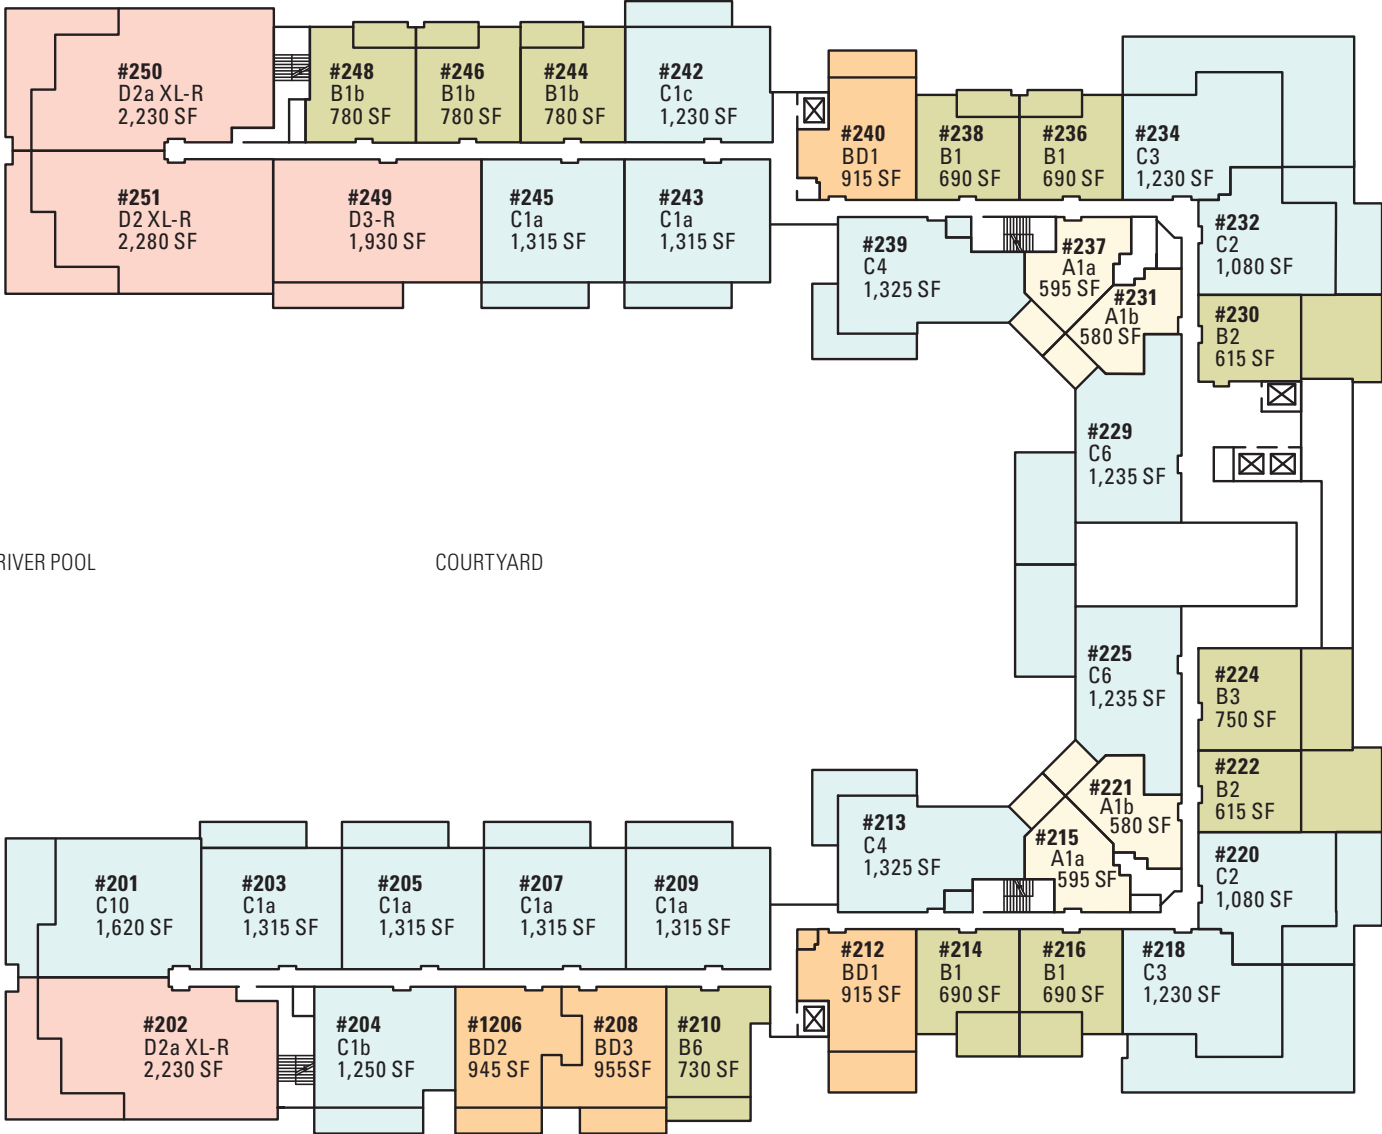 #250
D2a XL-R
2,230 SF
#248
B1b
780 SF
#246
B1b
780 SF
#244
B1b
780 SF
#242
C1c
1,230 SF
#240
BD1
915 SF
#238
B1
690 SF
#236
B1
690 SF
#234
C3
1,230 SF
#251
D2 XL-R
2,280 SF
#249
D3-R
1,930 SF
#245
C1a
1,315 SF
#243
C1a
1,315 SF
#239
C4
1,325 SF
#237
A1a
595 SF
#231
A1b
580 SF
#232
C2
1,080 SF
#230
B2
615 SF
#229
C6
1,235 SF
RIVER POOL
COURTYARD
#225
C6
1,235 SF
#224
B3
750 SF
#222
B2
615 SF
#221
A1b
580 SF
#213
C4
1,325 SF
#215
A1a
595 SF
#220
C2
1,080 SF
#201
C10
1,620 SF
#203
C1a
1,315 SF
#205
C1a
1,315 SF
#207
C1a
1,315 SF
#209
C1a
1,315 SF
#212
BD1
915 SF
#214
B1
690 SF
#216
B1
690 SF
#218
C3
1,230 SF
#202
D2a XL-R
2,230 SF
#204
C1b
1,250 SF
#1206
BD2
945 SF
#208
BD3
955SF
#210
B6
730 SF